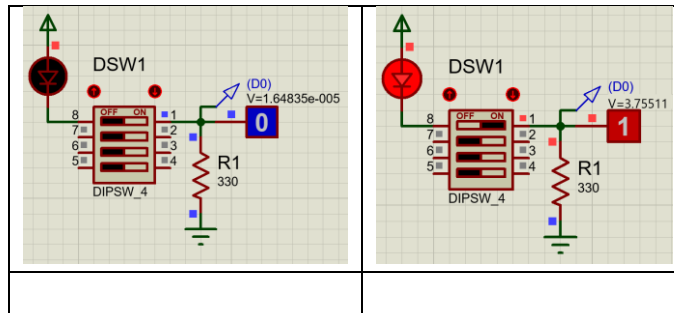 DSW1
(D0)
V=1.64835e-005
OFF ON
8 1
7 2
6 3
5 4
0
R1
330
DIPSW_4
DSW1
(D0)
V=3.75511
OFF ON
8 1
7 2
6 3
5 4
1
R1
330
DIPSW_4